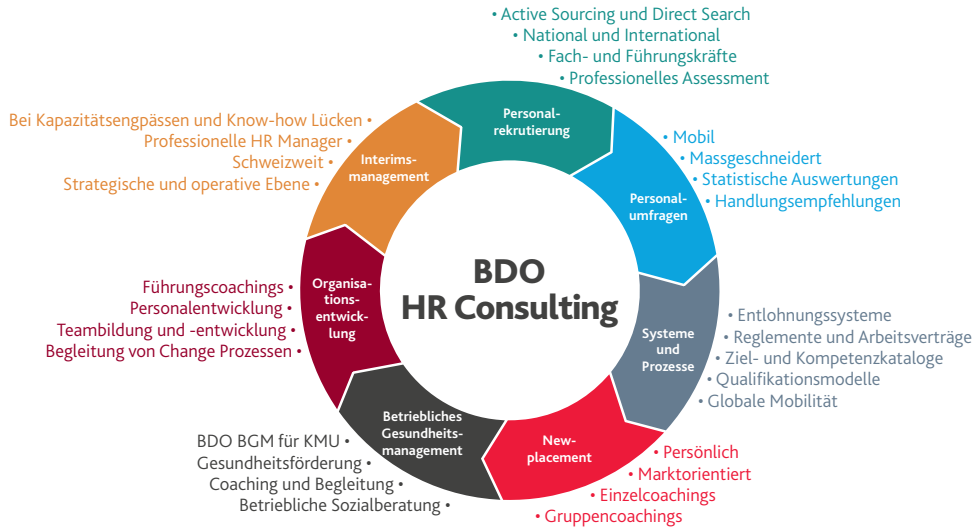 • Active Sourcing und Direct Search
• National und International
• Fach- und Führungskräfte
• Professionelles Assessment
Personal-
rekrutierung
• Mobil
• Massgeschneidert
• Statistische Auswertungen
• Handlungsempfehlungen
Personal-
umfragen
• Entlohnungssysteme
• Reglemente und Arbeitsverträge
• Ziel- und Kompetenzkataloge
• Qualifikationsmodelle
• Globale Mobilität
Systeme
und
Prozesse
• Persönlich
• Marktorientiert
• Einzelcoachings
• Gruppencoachings
New-
placement
BDO BGM für KMU •
Gesundheitsförderung •
Coaching und Begleitung •
Betriebliche Sozialberatung •
Betriebliches
Gesundheits-
management
Führungscoachings •
Personalentwicklung •
Teambildung und -entwicklung •
Begleitung von Change Prozessen •
Organisa-
tions-
entwick-
lung
Bei Kapazitätsengpässen und Know-how Lücken •
Professionelle HR Manager •
Schweizweit •
Strategische und operative Ebene •
Interims-
management
BDO
HR Consulting